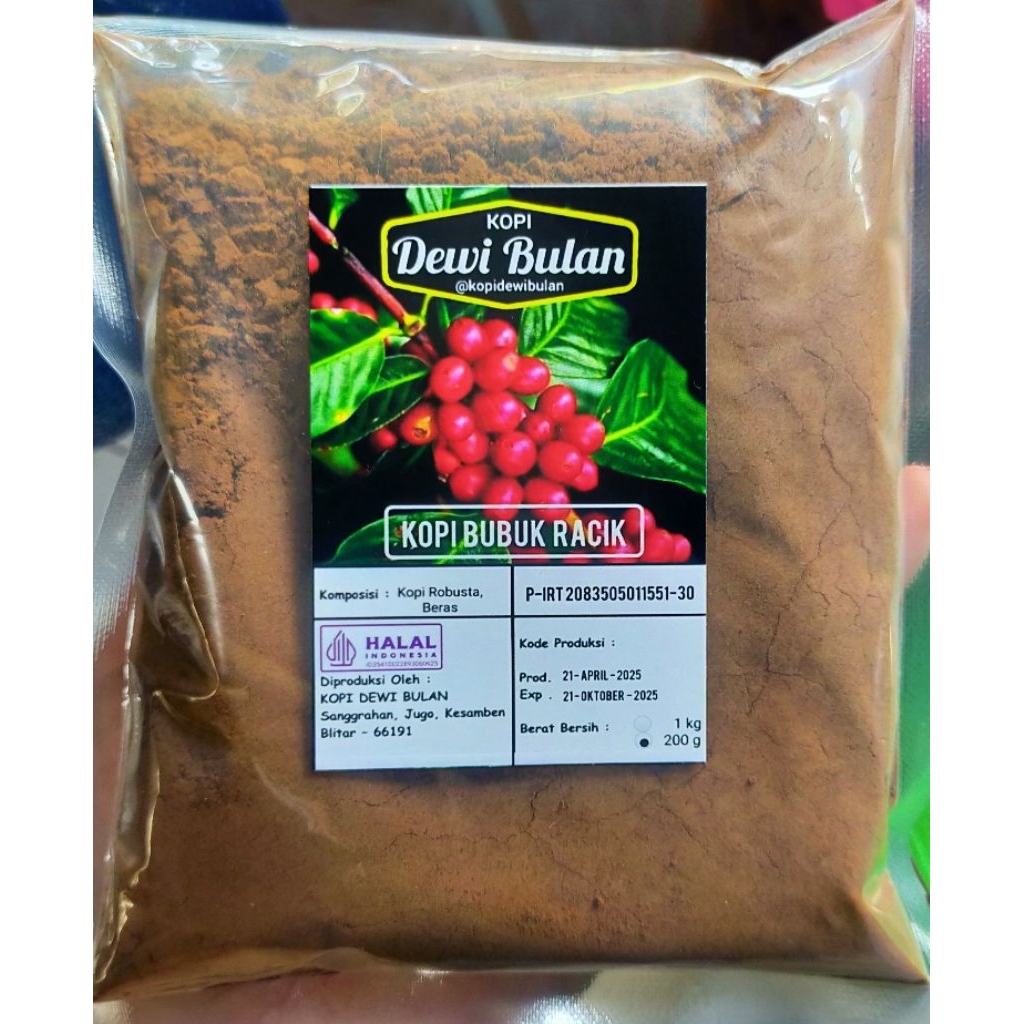 KOPI
Dewi Bulan
@kopidewibulan
KOPI BUBUK RACIK
Komposisi : Kopi Robusta,
Beras
P-IRT 2083505011551-30
HALAL
INDONESIA
Diproduksi Oleh :
KOPI DEWI BULAN
Sanggrahan, Jugo, Kesamben
Blitar - 66191
Kode Produksi :
Prod. 21-APRIL-2025
Exp . 21-OKTOBER-2025
Berat Bersih :
1 kg
200 g